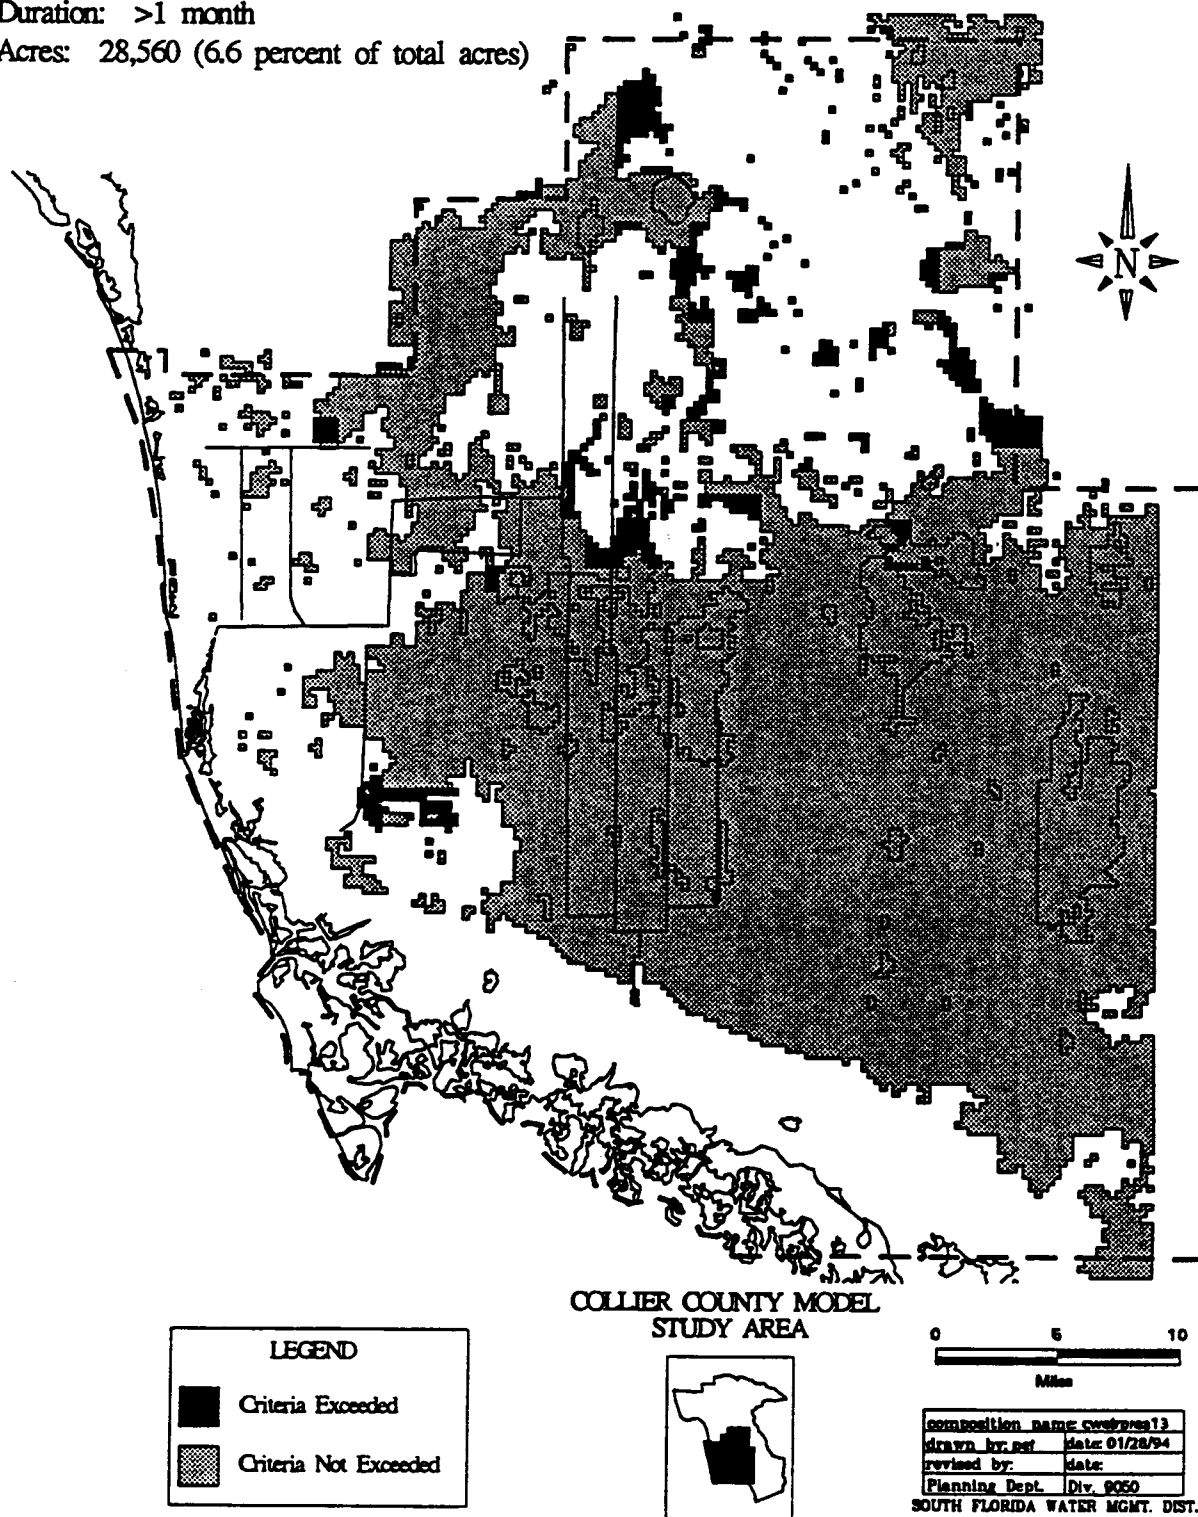 Duration: >1 month
Acres: 28,560 (6.6 percent of total acres)
N
COLLIER COUNTY MODEL
STUDY AREA
LEGEND
Criteria Exceeded
Criteria Not Exceeded
0 5 10
Miles
composition name: 
drawn by: date: 01/28/94
revised by: date:
Planning Dept. Div. 9050
SOUTH FLORIDA WATER MGMT. DIST.